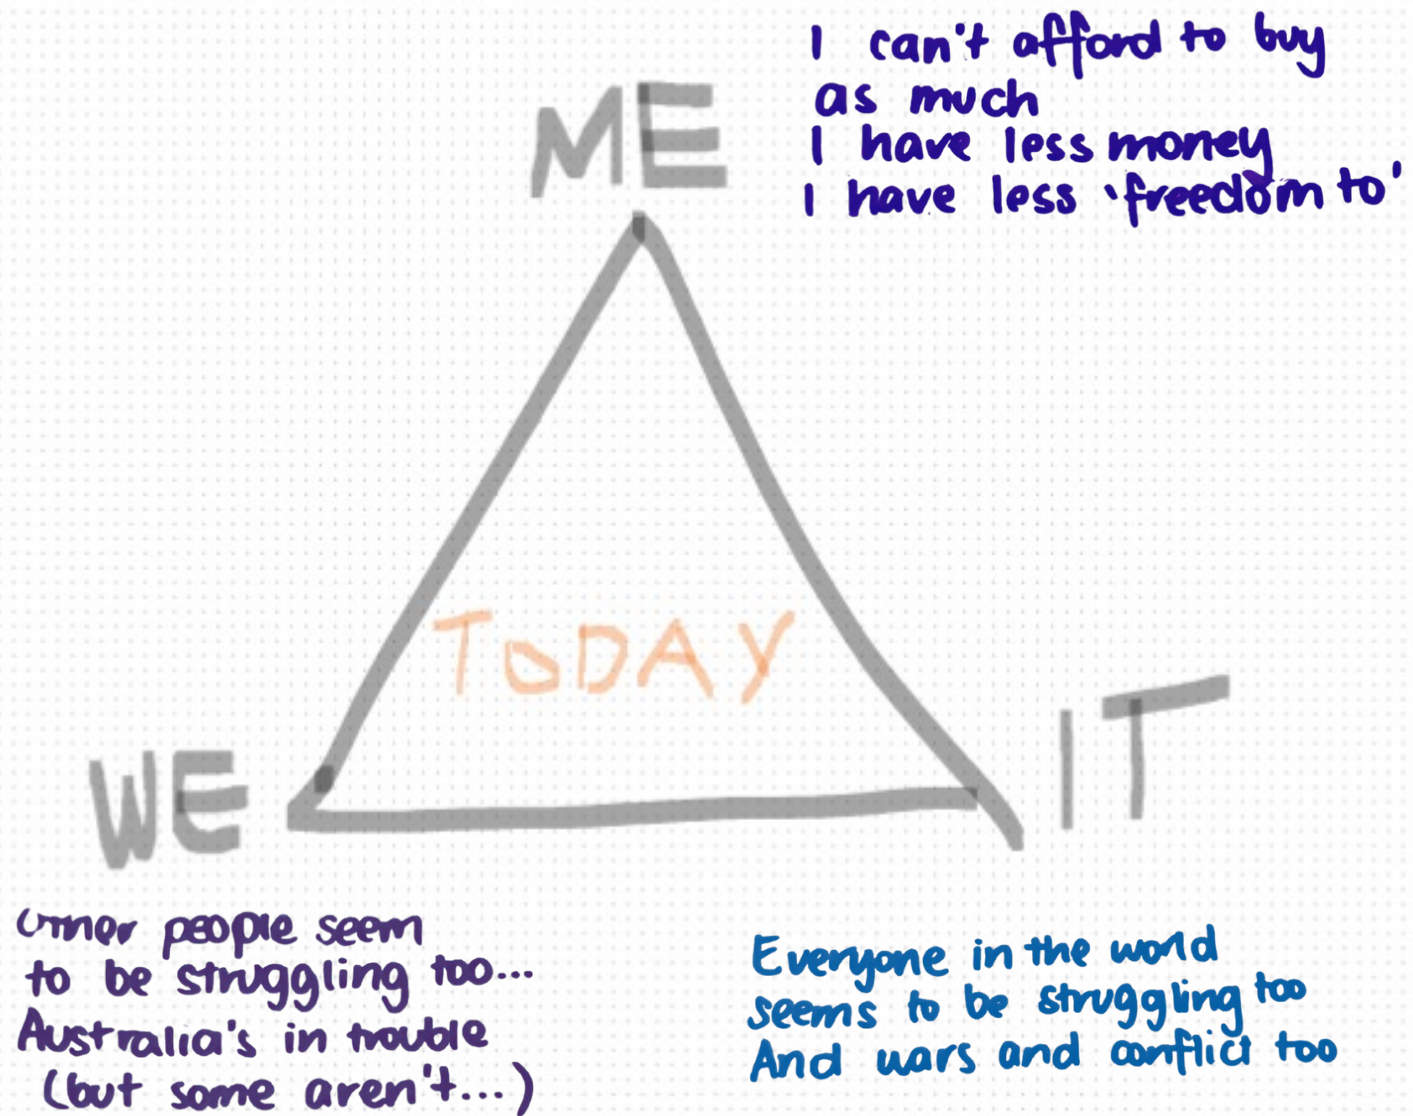 I can't afford to buy
as much
I have less money
I have less 'freedom to'
ME
TODAY
WE
IT
Other people seem
to be struggling too...
Australia's in trouble
(but some aren't...)
Everyone in the world
seems to be struggling too
And wars and conflict too